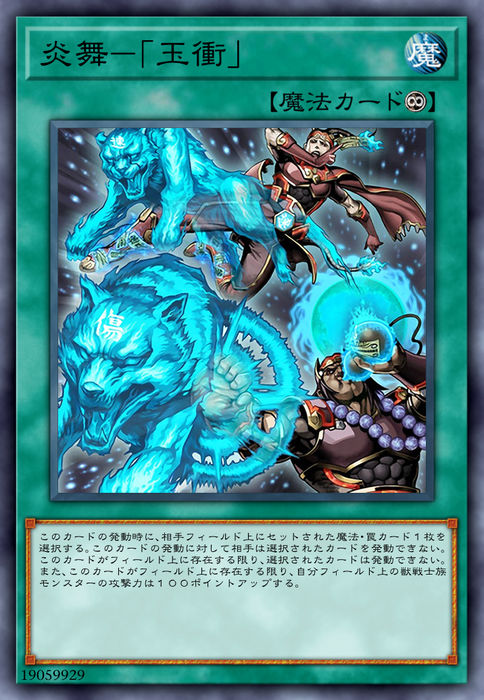 炎舞－「玉衝」
魔
【魔法カード】
速
傷
このカードの発動時に、相手フィールド上にセットされた魔法・罠カード１枚を
選択する。このカードの発動に対して相手は選択されたカードを発動できない。
このカードがフィールド上に存在する限り、選択されたカードは発動できない。
また、このカードがフィールド上に存在する限り、自分フィールド上の獣戦士族
モンスターの攻撃力は１００ポイントアップする。
19059929